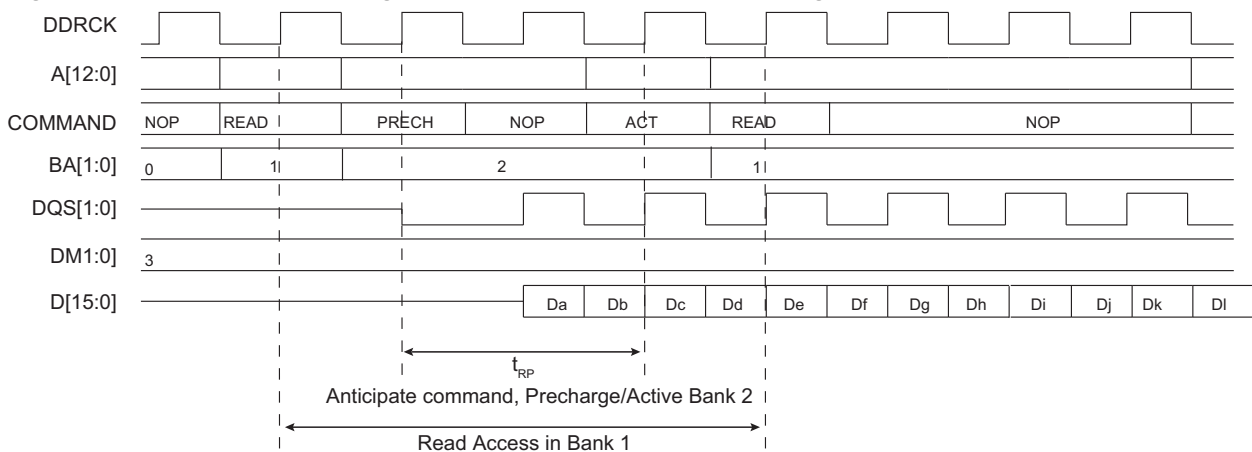 DDRCK
A[12:0]
COMMAND NOP READ PRECH NOP ACT READ NOP
BA[1:0] 0 1 2 1
DQS[1:0]
DM1:0] 3
D[15:0] Da Db Dc Dd De Df Dg Dh Di Dj Dk Dl
tRP
Anticipate command, Precharge/Active Bank 2
Read Access in Bank 1